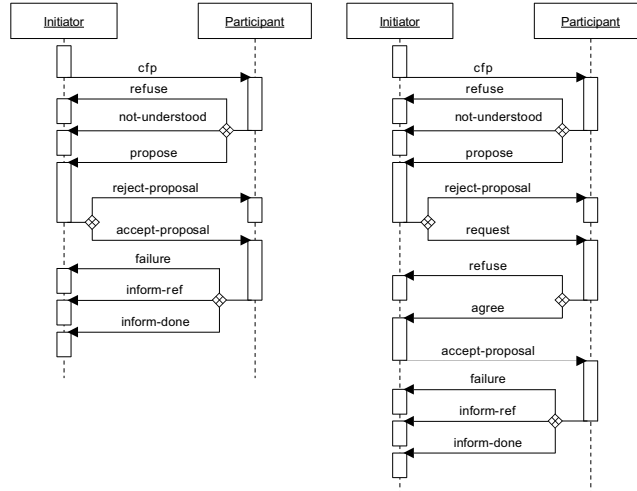 Initiator
Participant
cfp
refuse
not-understood
propose
reject-proposal
accept-proposal
failure
inform-ref
inform-done
Initiator
Participant
cfp
refuse
not-understood
propose
reject-proposal
request
refuse
agree
accept-proposal
failure
inform-ref
inform-done